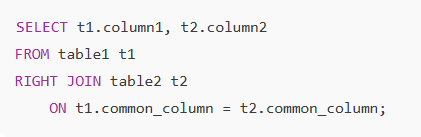 SELECT t1.column1, t2.column2
FROM table1 t1
RIGHT JOIN table2 t2
    ON t1.common_column = t2.common_column;